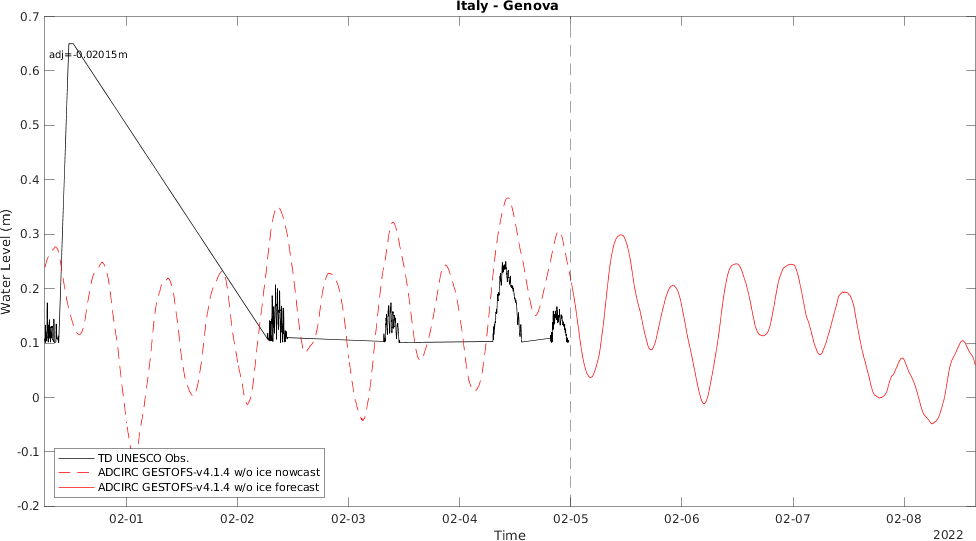 Italy - Genova
adj=-0.02015m
Water Level (m)
0.7
0.6
0.5
0.4
0.3
0.2
0.1
0
-0.1
-0.2
TD UNESCO Obs.
ADCIRC GESTOFS-v4.1.4 w/o ice nowcast
ADCIRC GESTOFS-v4.1.4 w/o ice forecast
02-01
02-02
02-03
02-04
02-05
02-06
02-07
02-08
Time
2022